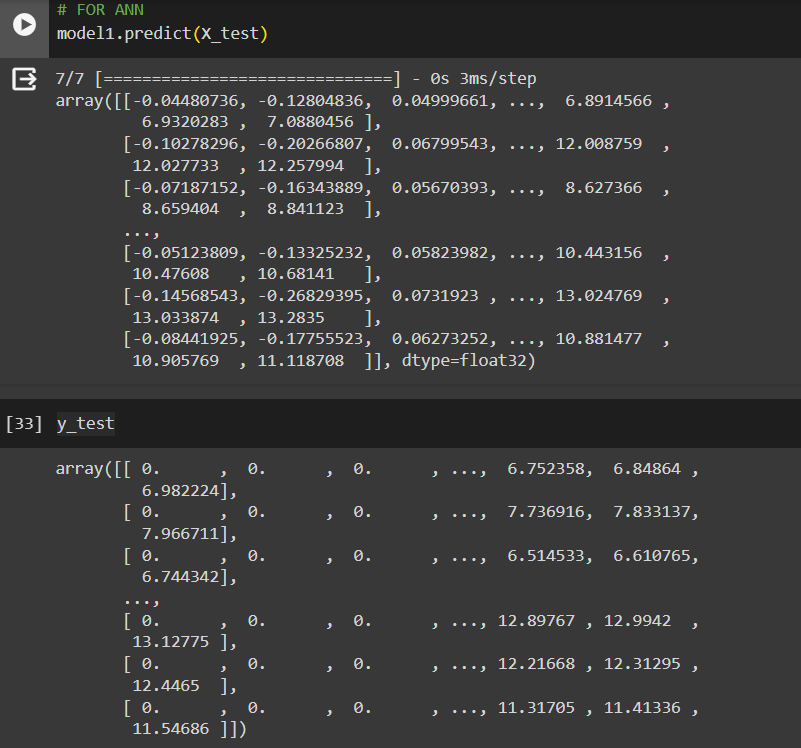 # FOR ANN
model1.predict(X_test)
7/7 [==============================] - 0s 3ms/step
array([[-0.04480736, -0.12804836,  0.04999661, ...,  6.8914566 ,
         6.9320283 ,  7.0880456 ],
       [-0.10278296, -0.20266807,  0.06799543, ..., 12.008759  ,
        12.027733  , 12.257994  ],
       [-0.07187152, -0.16343889,  0.05670393, ...,  8.627366  ,
         8.659404  ,  8.841123  ],
       ...,
       [-0.05123809, -0.13325232,  0.05823982, ..., 10.443156  ,
        10.47608   , 10.68141   ],
       [-0.14568543, -0.26829395,  0.0731923 , ..., 13.024769  ,
        13.033874  , 13.2835    ],
       [-0.08441925, -0.17755523,  0.06273252, ..., 10.881477  ,
        10.905769  , 11.118708  ]], dtype=float32)
[33] y_test
array([[ 0.      ,  0.      ,  0.      , ...,  6.752358,  6.84864 ,
         6.982224],
       [ 0.      ,  0.      ,  0.      , ...,  7.736916,  7.833137,
         7.966711],
       [ 0.      ,  0.      ,  0.      , ...,  6.514533,  6.610765,
         6.744342],
       ...,
       [ 0.      ,  0.      ,  0.      , ..., 12.89767 , 12.9942  ,
        13.12775 ],
       [ 0.      ,  0.      ,  0.      , ..., 12.21668 , 12.31295 ,
        12.4465  ],
       [ 0.      ,  0.      ,  0.      , ..., 11.31705 , 11.41336 ,
        11.54686 ]])